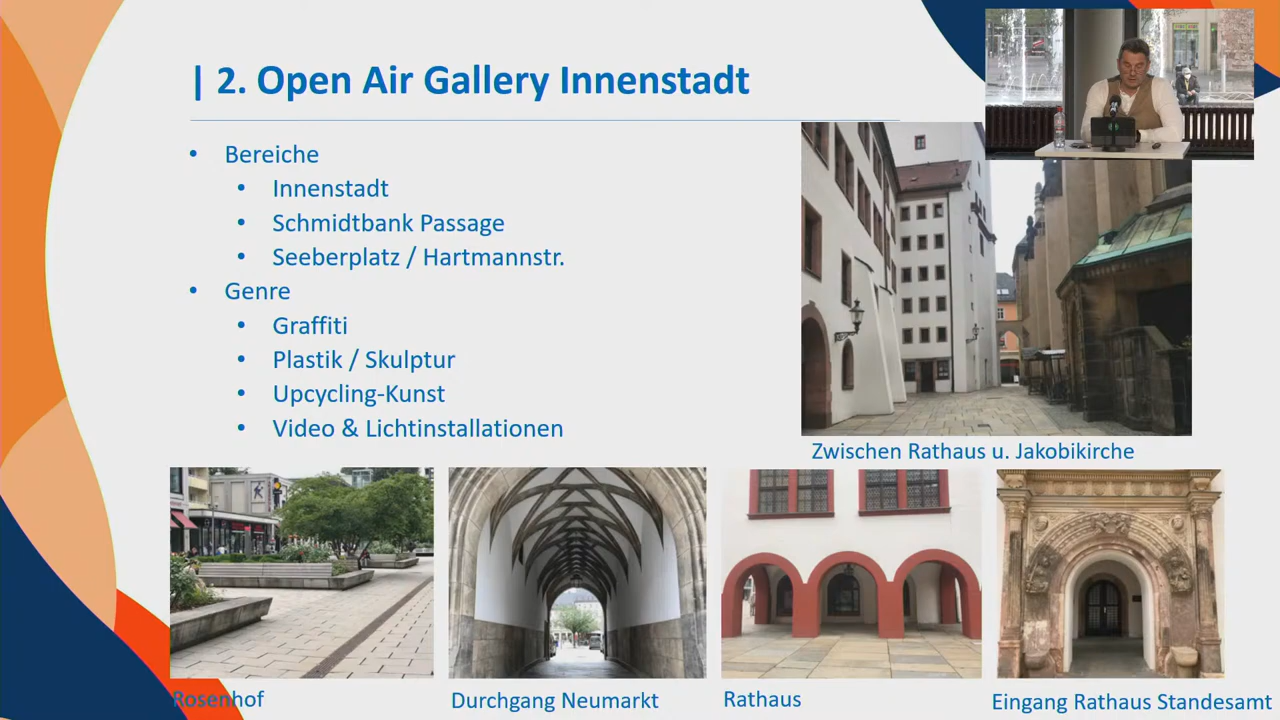 | 2. Open Air Gallery Innenstadt
• Bereiche
• Innenstadt
• Schmidtbank Passage
• Seeberplatz / Hartmannstr.
• Genre
• Graffiti
• Plastik / Skulptur
• Upcycling-Kunst
• Video & Lichtinstallationen
Zwischen Rathaus u. Jakobikirche
Rosenhof
Durchgang Neumarkt
Rathaus
Eingang Rathaus Standesamt